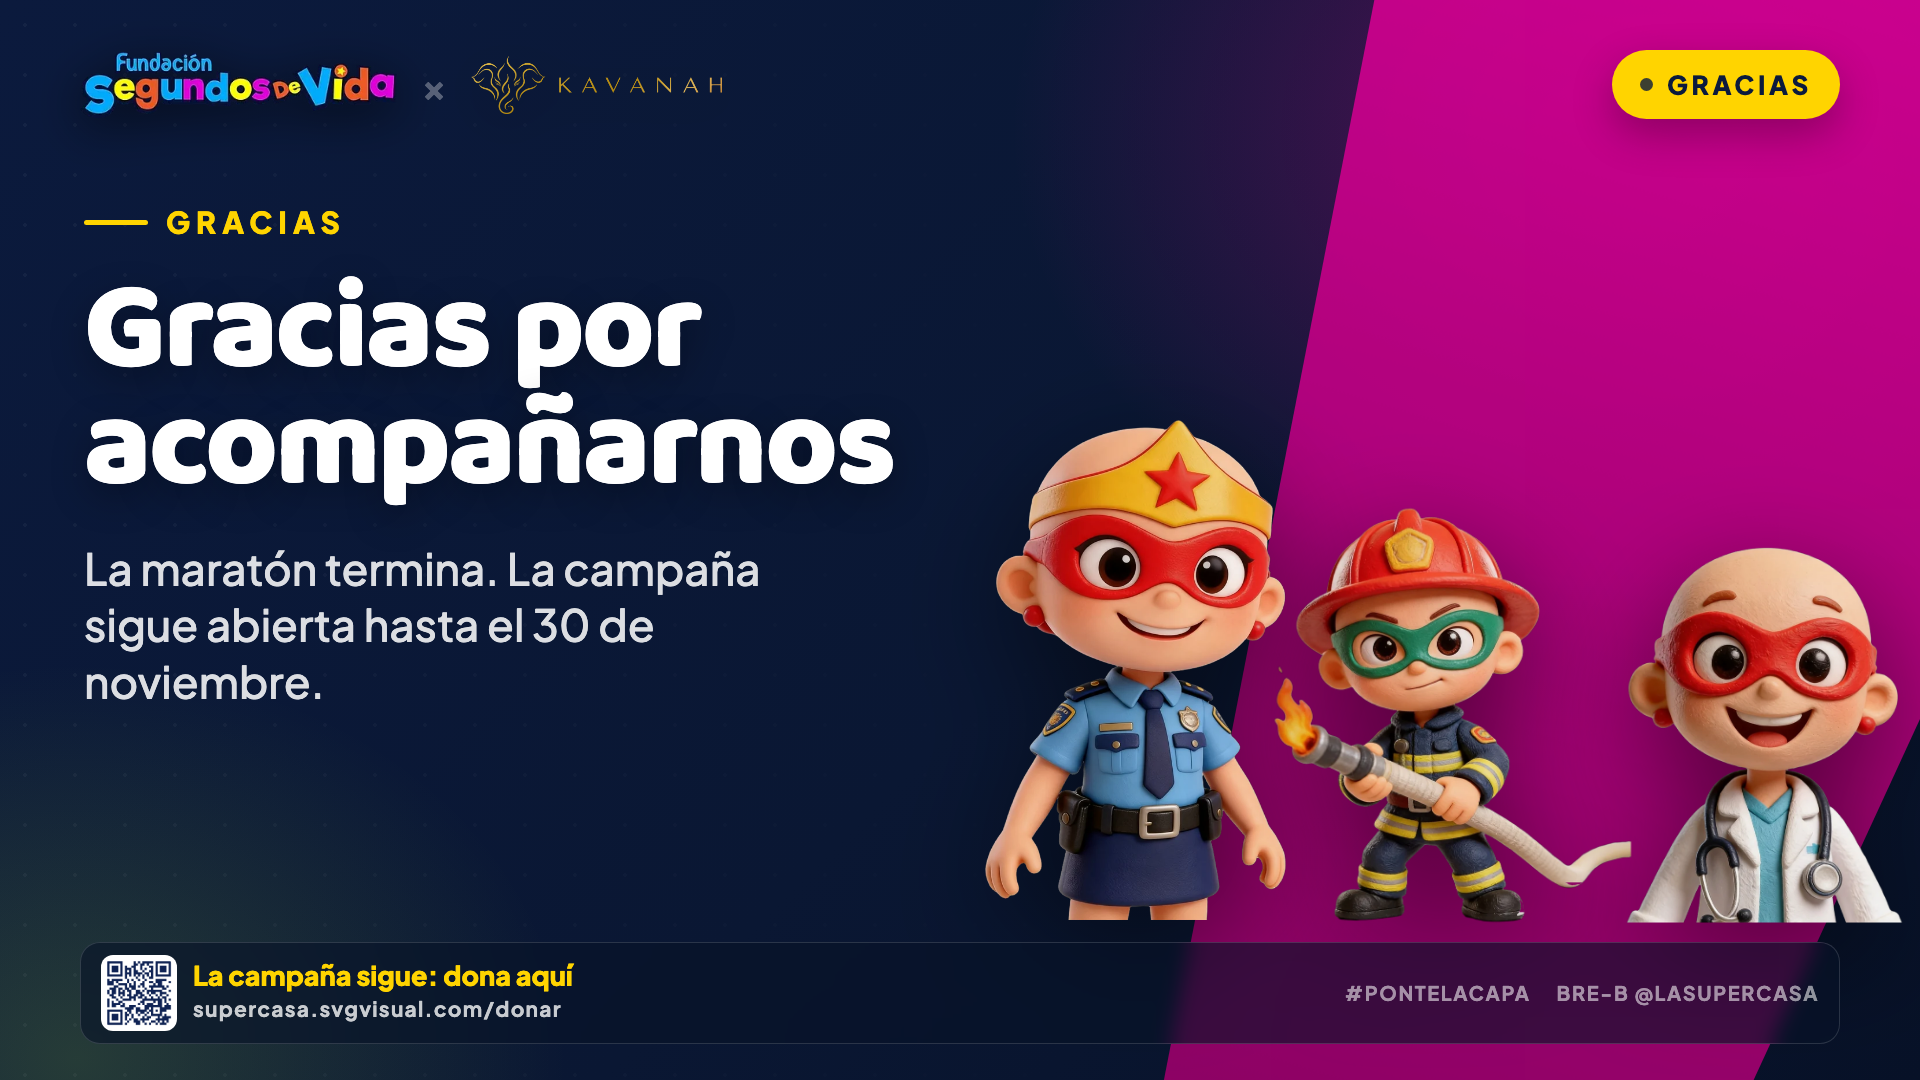 Fundación
Segundos De Vida
×
KAVANAH
GRACIAS
GRACIAS
Gracias por
acompañarnos
La maratón termina. La campaña
sigue abierta hasta el 30 de
noviembre.
La campaña sigue: dona aquí
supercasa.svgvisual.com/donar
#PONTELACAPA BRE-B @LASUPERCASA